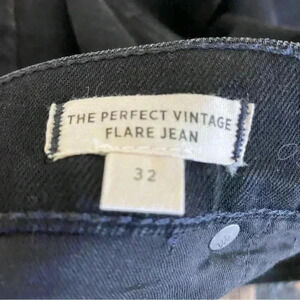 THE PERFECT VINTAGE
FLARE JEAN
32